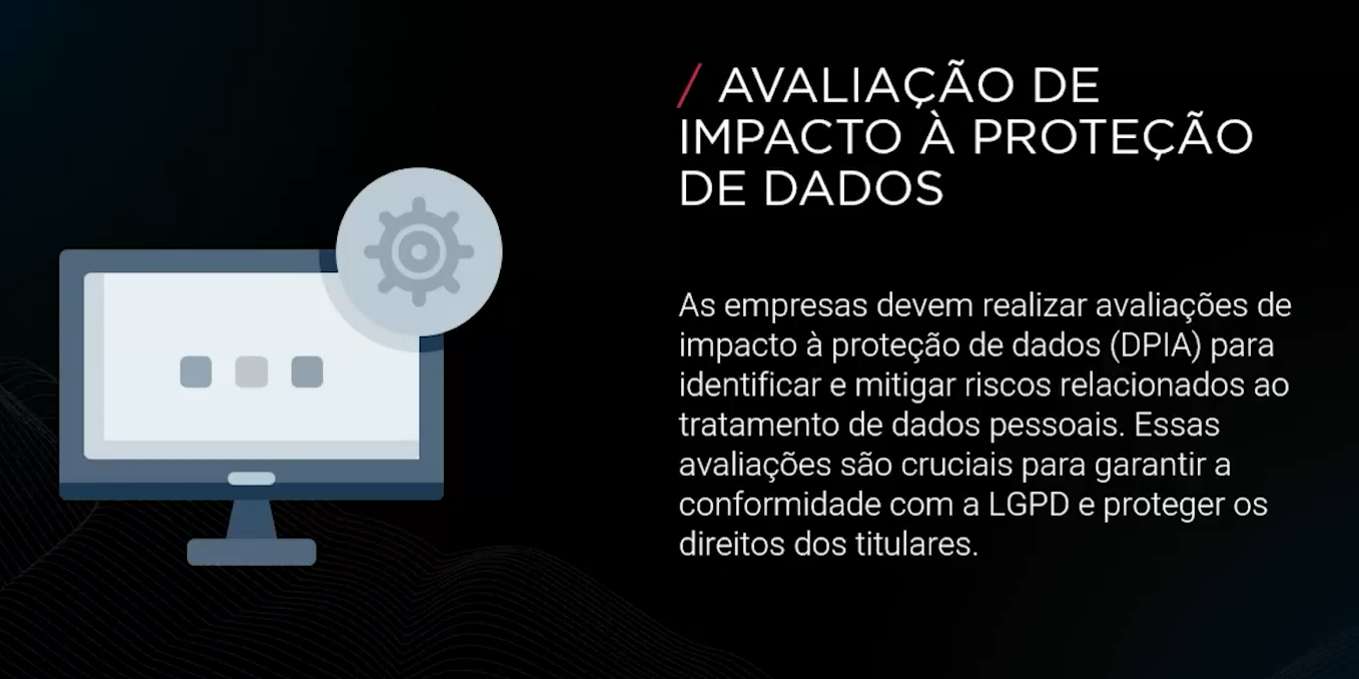 / AVALIAÇÃO DE
IMPACTO À PROTEÇÃO
DE DADOS
As empresas devem realizar avaliações de
impacto à proteção de dados (DPIA) para
identificar e mitigar riscos relacionados ao
tratamento de dados pessoais. Essas
avaliações são cruciais para garantir a
conformidade com a LGPD e proteger os
direitos dos titulares.